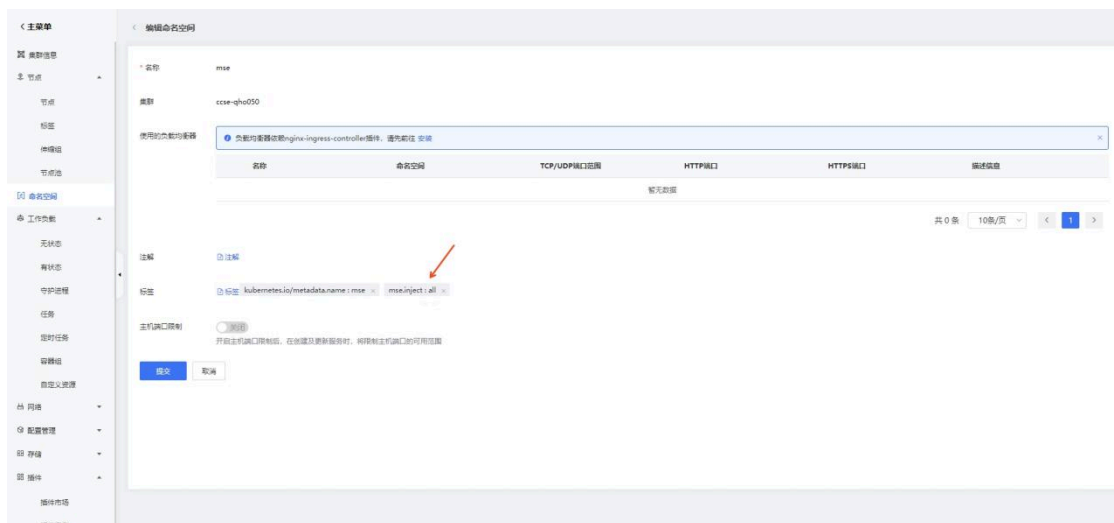 主菜单
编辑命名空间
集群信息
节点
节点
标签
伸缩组
节点池
命名空间
工作负载
无状态
有状态
守护进程
任务
定时任务
容器组
自定义资源
网络
配置管理
存储
插件
插件市场
* 名称 mse
集群 ccse-qho050
使用的负载均衡器 负载均衡器依赖nginx-ingress-controller插件，请先前往 安装
名称 命名空间 TCP/UDP端口范围 HTTP端口 HTTPS端口 描述信息
暂无数据
共 0 条 10条/页 1
注解 注解
标签 标签 kubernetes.io/metadata.name : mse mse.inject : all
主机端口限制 关闭
开启主机端口限制后，在创建及更新服务时，将限制主机端口的可用范围
提交 取消